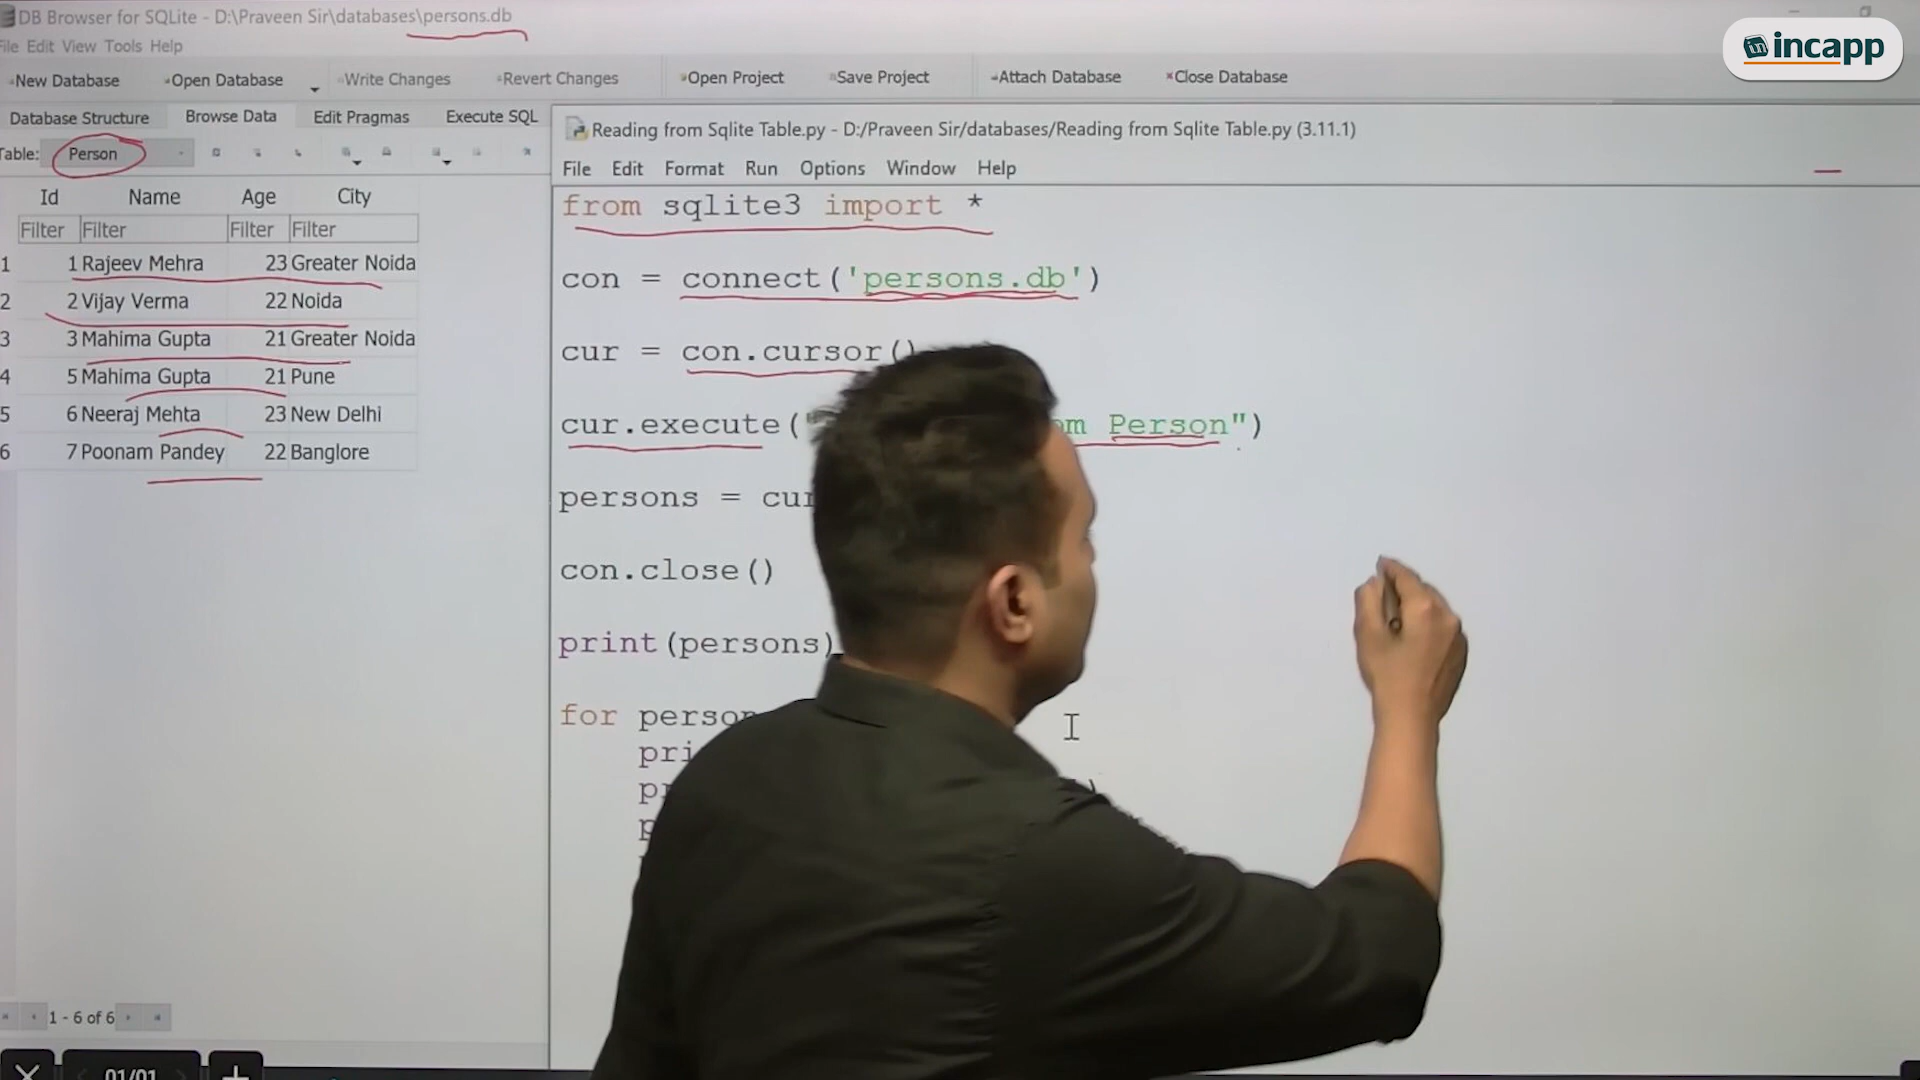 DB Browser for SQLite - D:\Praveen Sir\databases\persons.db
File Edit View Tools Help
New Database Open Database Write Changes Revert Changes Open Project Save Project Attach Database Close Database
incapp
Database Structure Browse Data Edit Pragmas Execute SQL
Table: Person
Id Name Age City
Filter Filter Filter Filter
1 1 Rajeev Mehra 23 Greater Noida
2 2 Vijay Verma 22 Noida
3 3 Mahima Gupta 21 Greater Noida
4 5 Mahima Gupta 21 Pune
5 6 Neeraj Mehta 23 New Delhi
6 7 Poonam Pandey 22 Banglore
1 - 6 of 6
01/01
Reading from Sqlite Table.py - D:/Praveen Sir/databases/Reading from Sqlite Table.py (3.11.1)
File Edit Format Run Options Window Help
from sqlite3 import *
con = connect('persons.db')
cur = con.cursor()
cur.execute(" Person")
persons =
con.close()
print(persons)
for